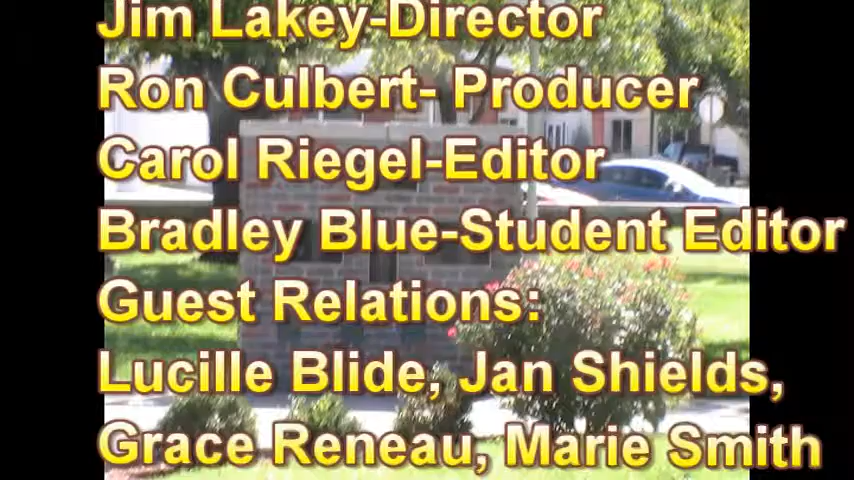 Jim Lakey-Director
Ron Culbert- Producer
Carol Riegel-Editor
Bradley Blue-Student Editor
Guest Relations:
Lucille Blide, Jan Shields,
Grace Reneau, Marie Smith